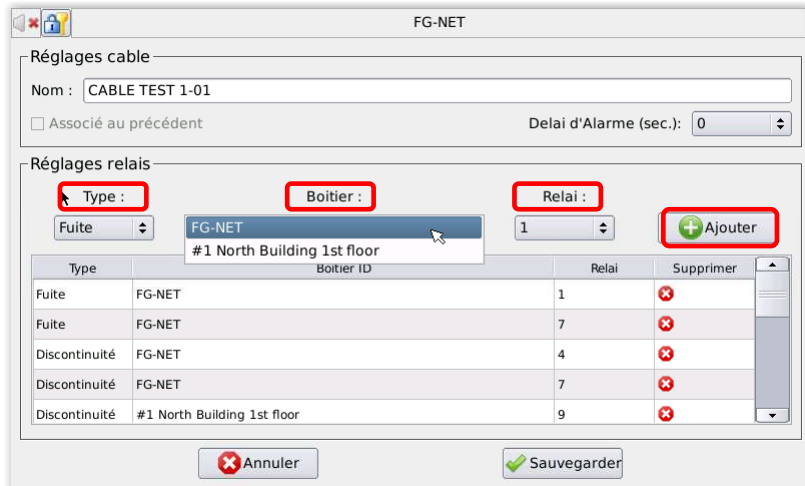 FG-NET
Réglages cable
Nom : CABLE TEST 1-01
Associé au précédent Delai d'Alarme (sec.): 0
Réglages relais
Type : Boitier : Relai :
Fuite FG-NET 1 Ajouter
#1 North Building 1st floor
Type Boitier ID Relai Supprimer
Fuite FG-NET 1
Fuite FG-NET 7
Discontinuité FG-NET 4
Discontinuité FG-NET 7
Discontinuité #1 North Building 1st floor 9
Annuler Sauvegarder